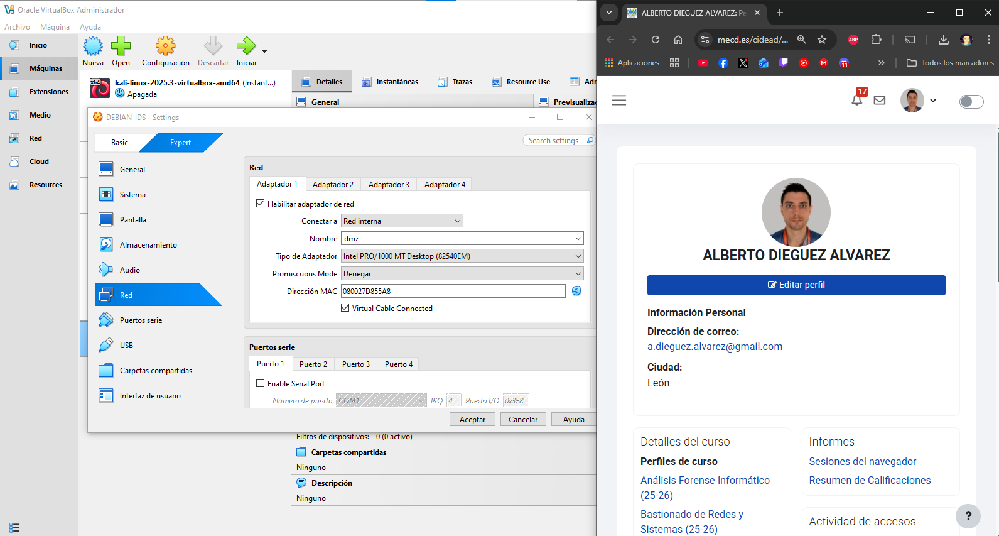 Oracle VirtualBox Administrador
Archivo Máquina Ayuda
Inicio
Máquinas
Extensiones
Medio
Red
Cloud
Resources
Nueva
Open
Configuración
Descartar
Iniciar
x64
kali-linux-2025.3-virtualbox-amd64 (Instant...)
Apagada
Detalles
Instantáneas
Trazas
Resource Use
General
DEBIAN-IDS - Settings
Basic
Expert
Search settings
General
Sistema
Pantalla
Almacenamiento
Audio
Red
Puertos serie
USB
Carpetas compartidas
Interfaz de usuario
Red
Adaptador 1 Adaptador 2 Adaptador 3 Adaptador 4
Habilitar adaptador de red
Conectar a Red interna
Nombre dmz
Tipo de Adaptador Intel PRO/1000 MT Desktop (82540EM)
Promiscuous Mode Denegar
Dirección MAC 080027D855A8
Virtual Cable Connected
Puertos serie
Puerto 1 Puerto 2 Puerto 3 Puerto 4
Enable Serial Port
Número de puerto COM1 IRQ 4 Puerto I/O 0x3F8
Aceptar Cancelar Ayuda
Filtros de dispositivos: 0 (0 activo)
Carpetas compartidas
Ninguno
Descripción
Ninguno
ALBERTO DIEGUEZ ALVAREZ: Pe
mecd.es/cidead/...
ABP
Aplicaciones
11
Todos los marcadores
17
ALBERTO DIEGUEZ ALVAREZ
Editar perfil
Información Personal
Dirección de correo:
a.dieguez.alvarez@gmail.com
Ciudad:
León
Detalles del curso
Perfiles de curso
Análisis Forense Informático
(25-26)
Bastionado de Redes y
Sistemas (25-26)
Informes
Sesiones del navegador
Resumen de Calificaciones
Actividad de accesos
?